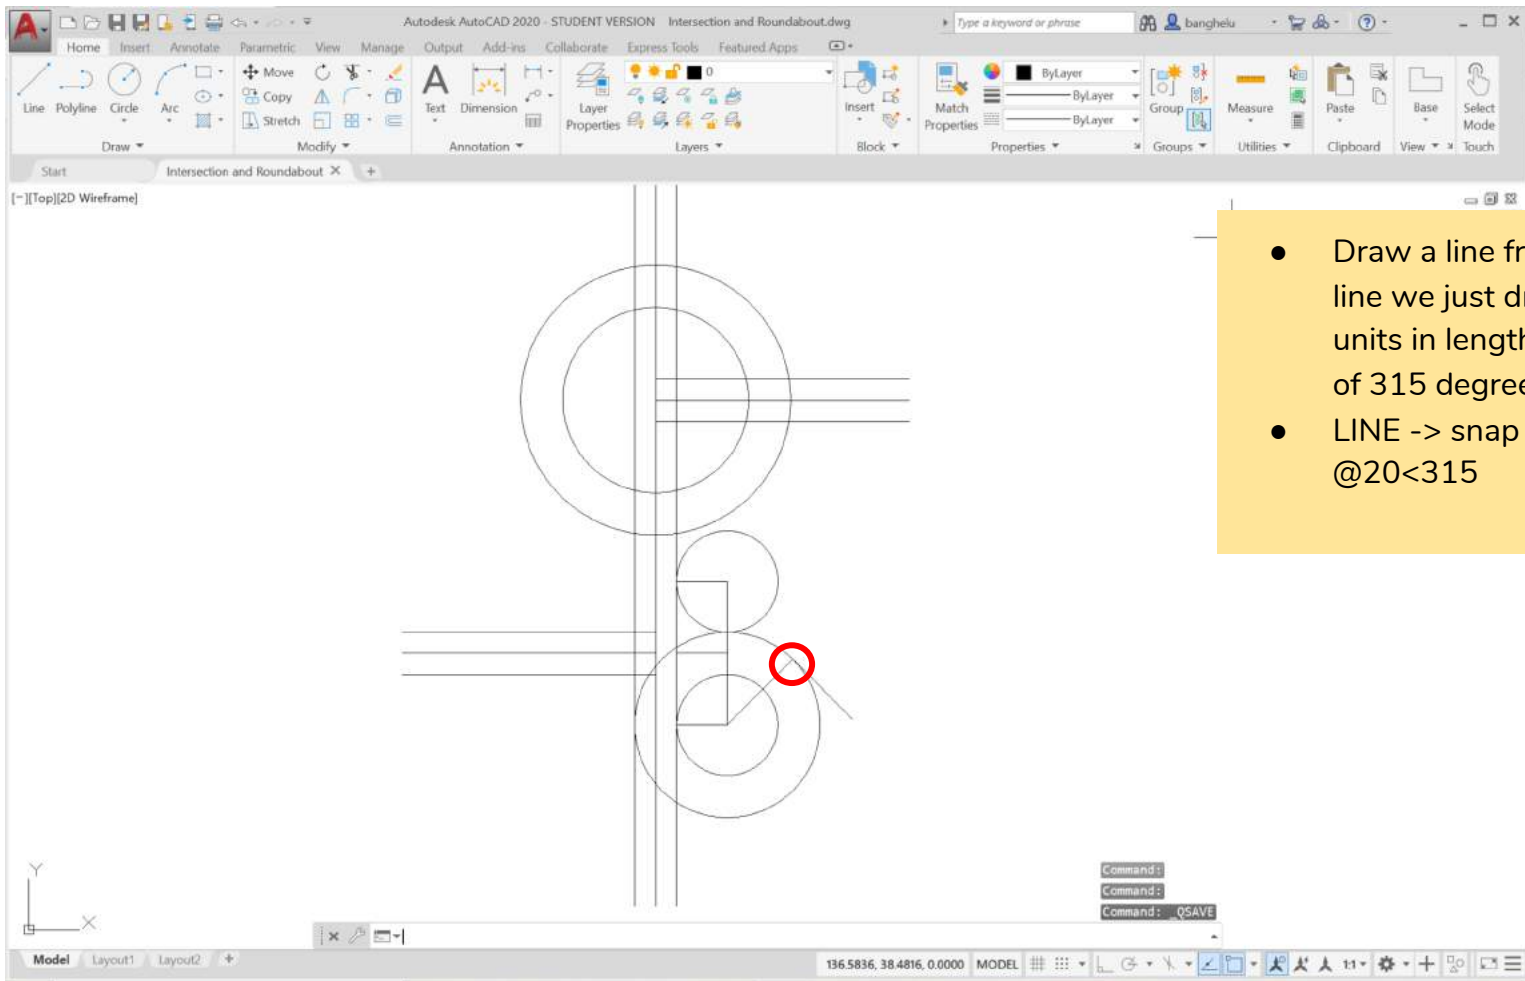 Autodesk AutoCAD 2020 - STUDENT VERSION Intersection and Roundabout.dwg
Type a keyword or phrase
banghelu
Home Insert Annotate Parametric View Manage Output Add-ins Collaborate Express Tools Featured Apps
Line Polyline Circle Arc
Move
Copy
Stretch
Text Dimension
Layer
Properties
0
Insert
Match
Properties
ByLayer
ByLayer
ByLayer
Group
Measure
Paste
Base
Select
Mode
Draw Modify Annotation Layers Block Properties Groups Utilities Clipboard View Touch
Start Intersection and Roundabout
[-][Top][2D Wireframe]
● Draw a line fr
line we just d
units in length
of 315 degree
● LINE -> snap
@20<315
Y
X
Command:
Command:
Command: _QSAVE
Model Layout1 Layout2 +
136.5836, 38.4816, 0.0000 MODEL 1:1